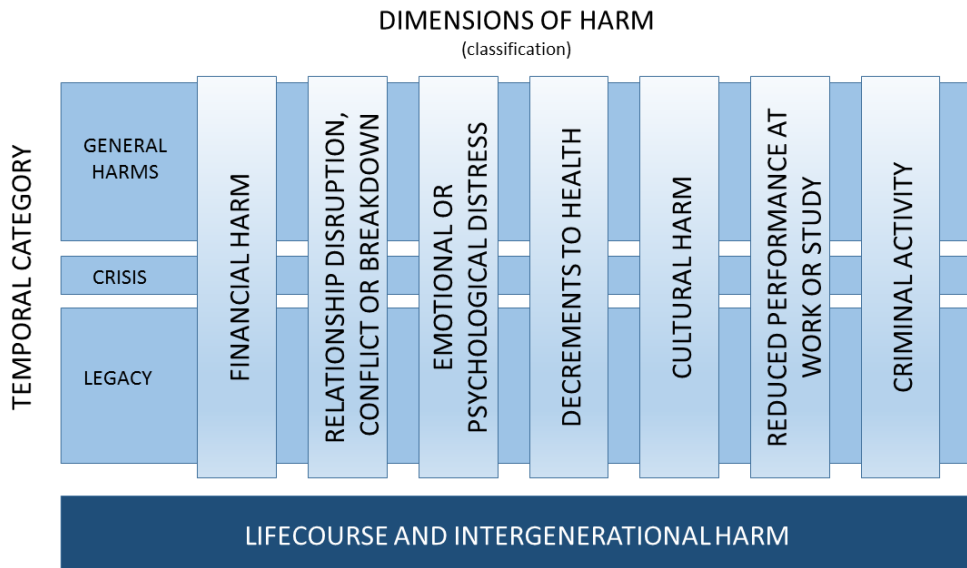 DIMENSIONS OF HARM
(classification)
TEMPORAL CATEGORY
GENERAL
HARMS
CRISIS
LEGACY
FINANCIAL HARM
RELATIONSHIP DISRUPTION,
CONFLICT OR BREAKDOWN
EMOTIONAL OR
PSYCHOLOGICAL DISTRESS
DECREMENTS TO HEALTH
CULTURAL HARM
REDUCED PERFORMANCE AT
WORK OR STUDY
CRIMINAL ACTIVITY
LIFECOURSE AND INTERGENERATIONAL HARM